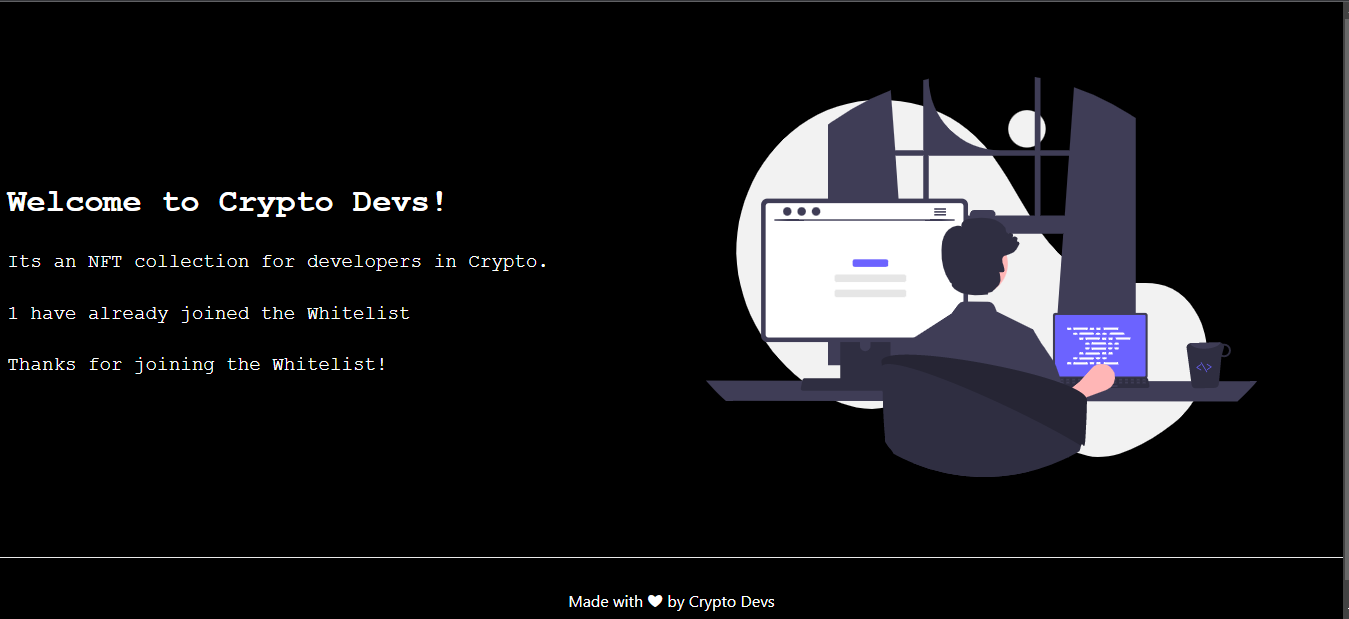 Welcome to Crypto Devs!
Its an NFT collection for developers in Crypto.
1 have already joined the Whitelist
Thanks for joining the Whitelist!
</>
Made with ❤ by Crypto Devs